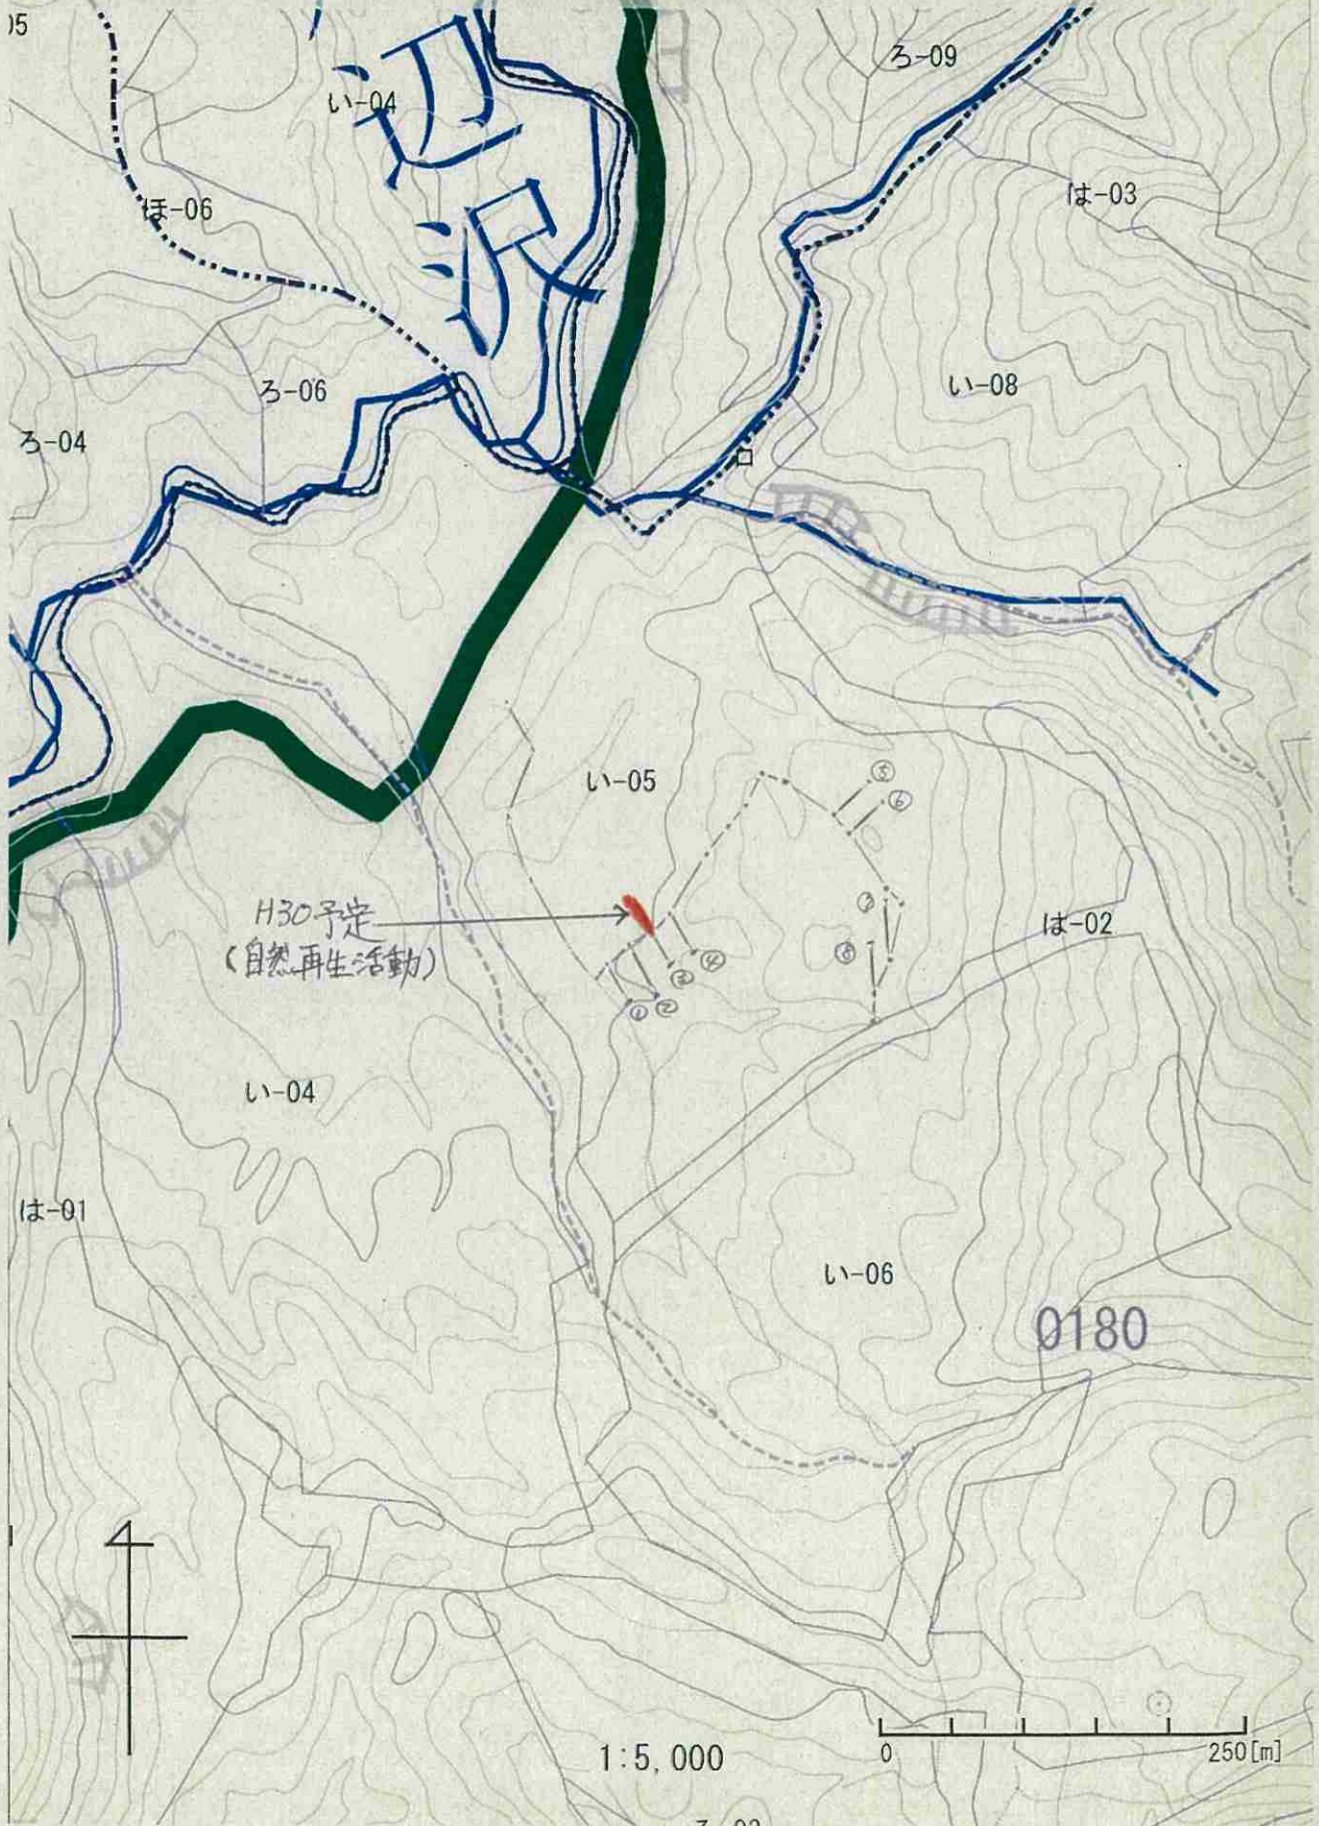 い-04
ろ-09
辺沢
は-03
ほ-06
ろ-06
い-08
ろ-04
い-05
⑤
⑥
H30予定
(自然再生活動)
⑦
は-02
⑧
③
④
①
②
い-04
は-01
い-06
0180
1:5,000
0
250[m]